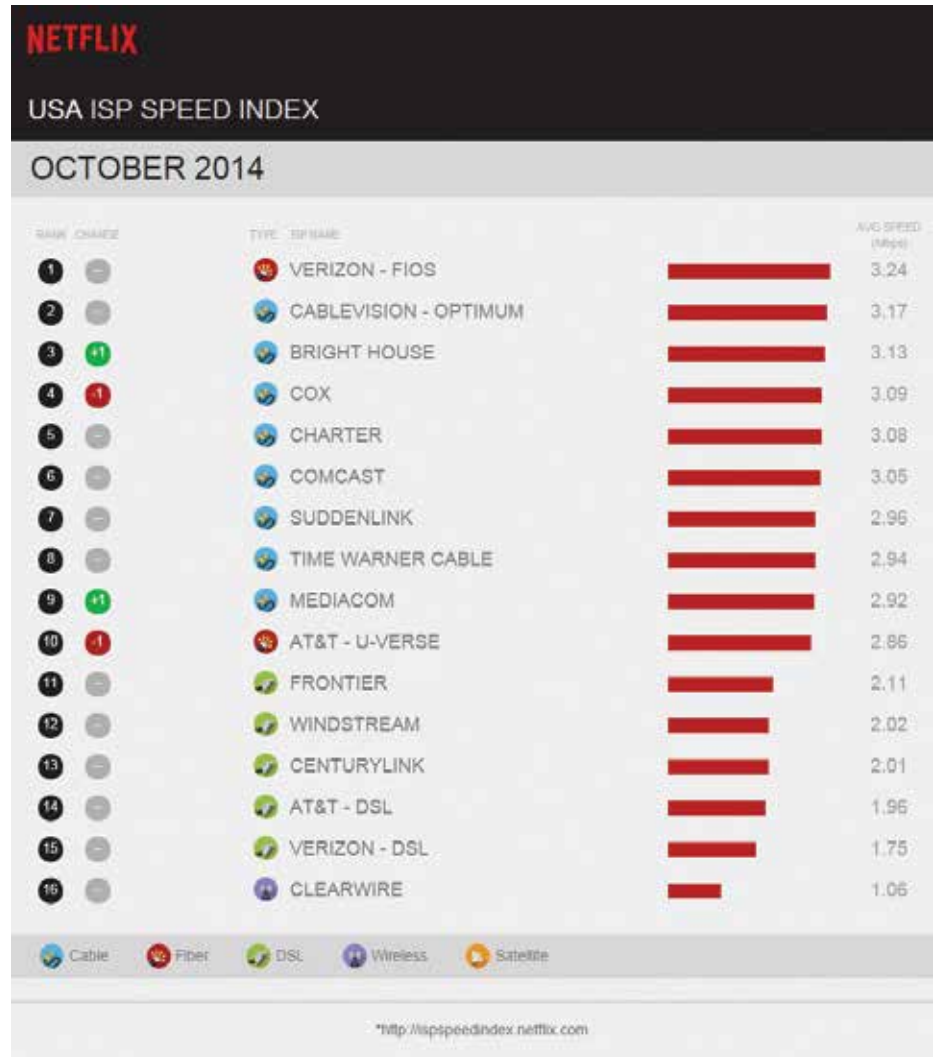 NETFLIX
USA ISP SPEED INDEX
OCTOBER 2014
RANK CHANGE TYPE ISP NAME AVG SPEED
(Mbps)
1 – VERIZON - FIOS 3.24
2 – CABLEVISION - OPTIMUM 3.17
3 +1 BRIGHT HOUSE 3.13
4 -1 COX 3.09
5 – CHARTER 3.08
6 – COMCAST 3.05
7 – SUDDENLINK 2.96
8 – TIME WARNER CABLE 2.94
9 +1 MEDIACOM 2.92
10 -1 AT&T - U-VERSE 2.86
11 – FRONTIER 2.11
12 – WINDSTREAM 2.02
13 – CENTURYLINK 2.01
14 – AT&T - DSL 1.96
15 – VERIZON - DSL 1.75
16 – CLEARWIRE 1.06
Cable Fiber DSL Wireless Satellite
*http://ispspeedindex.netflix.com